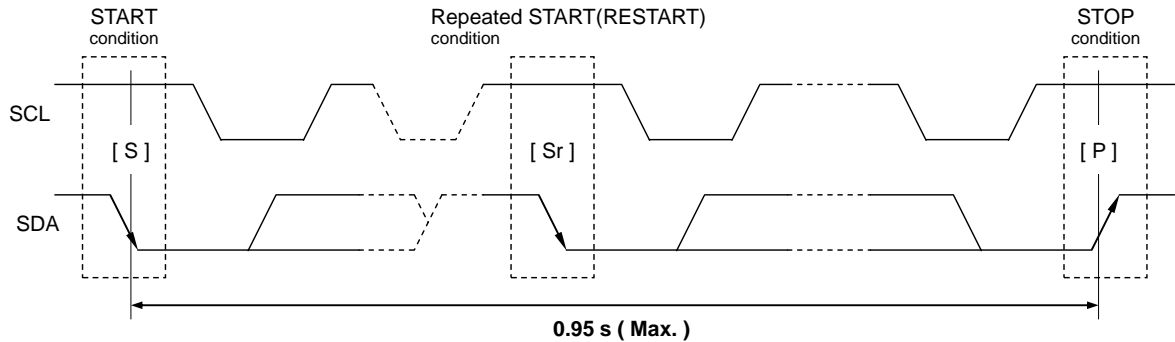 START
condition
Repeated START(RESTART)
condition
STOP
condition
SCL
[ S ]
[ Sr ]
[ P ]
SDA
0.95 s ( Max. )